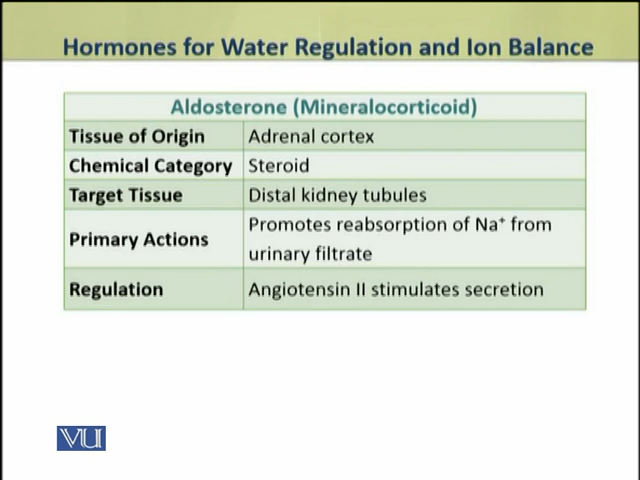 Hormones for Water Regulation and Ion Balance
Aldosterone (Mineralocorticoid)
Tissue of Origin Adrenal cortex
Chemical Category Steroid
Target Tissue Distal kidney tubules
Primary Actions Promotes reabsorption of Na⁺ from
urinary filtrate
Regulation Angiotensin II stimulates secretion
VU